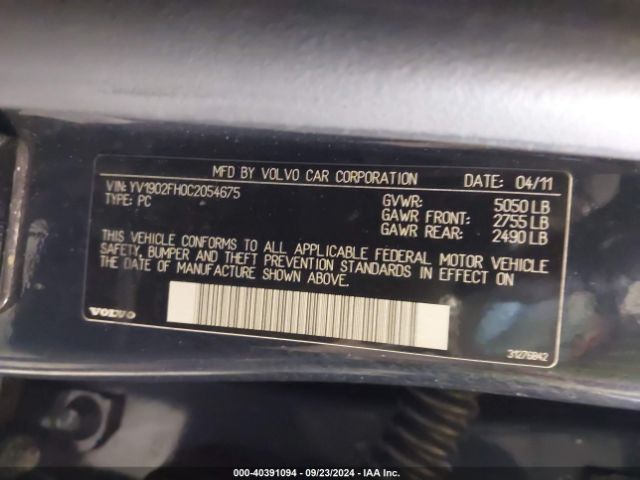 MFD BY VOLVO CAR CORPORATION DATE: 04/11
VIN: YV1902FH0C2054675
TYPE: PC
GVWR: 5050 LB
GAWR FRONT: 2755 LB
GAWR REAR: 2490 LB
THIS VEHICLE CONFORMS TO ALL APPLICABLE FEDERAL MOTOR VEHICLE
SAFETY, BUMPER AND THEFT PREVENTION STANDARDS IN EFFECT ON
THE DATE OF MANUFACTURE SHOWN ABOVE.
VOLVO
31276842
000-40391094 - 09/23/2024 - IAA Inc.